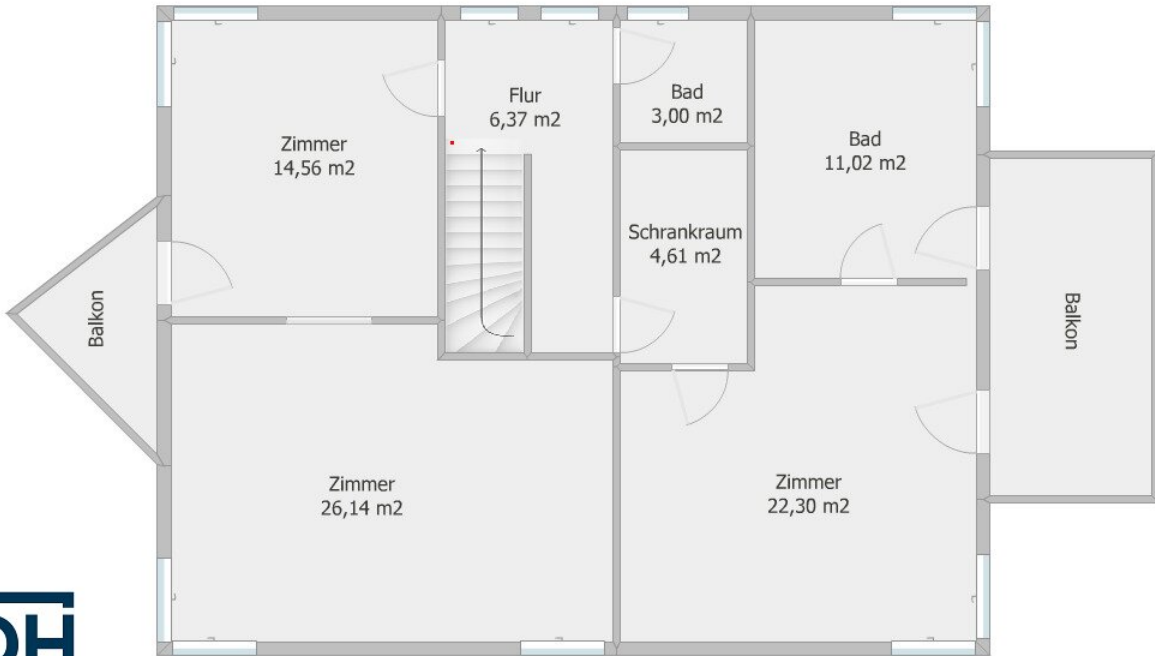 Flur
6,37 m2
Bad
3,00 m2
Zimmer
14,56 m2
Bad
11,02 m2
Schrankraum
4,61 m2
Balkon
Balkon
Zimmer
26,14 m2
Zimmer
22,30 m2